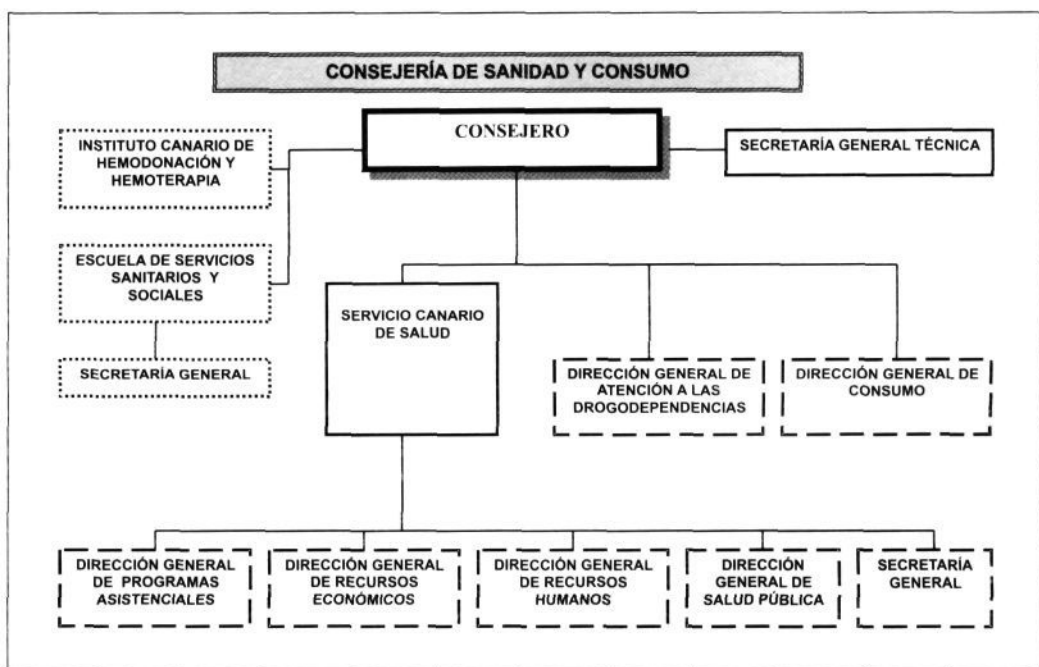 CONSEJERÍA DE SANIDAD Y CONSUMO
CONSEJERO
INSTITUTO CANARIO DE
HEMODONACIÓN Y
HEMOTERAPIA
SECRETARÍA GENERAL TÉCNICA
ESCUELA DE SERVICIOS
SANITARIOS Y
SOCIALES
SECRETARÍA GENERAL
SERVICIO CANARIO
DE SALUD
DIRECCIÓN GENERAL DE
ATENCIÓN A LAS
DROGODEPENDENCIAS
DIRECCIÓN GENERAL DE
CONSUMO
DIRECCIÓN GENERAL
DE PROGRAMAS
ASISTENCIALES
DIRECCIÓN GENERAL
DE RECURSOS
ECONÓMICOS
DIRECCIÓN GENERAL
DE RECURSOS
HUMANOS
DIRECCIÓN
GENERAL DE
SALUD PÚBLICA
SECRETARÍA
GENERAL